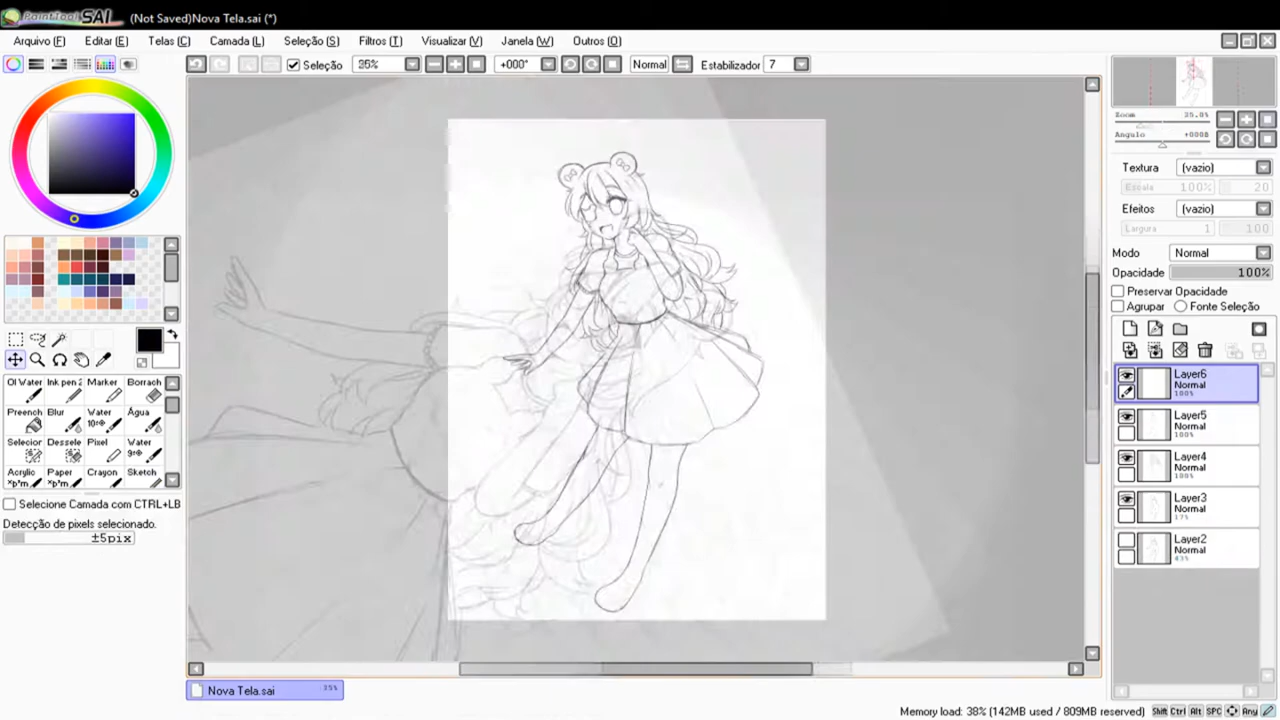 PaintTool SAI (Not Saved)Nova Tela.sai (*)
Arquivo (F) Editar (E) Telas (C) Camada (L) Seleção (S) Filtros (T) Visualizar (V) Janela (W) Outros (O)
Seleção 25% +000° Normal Estabilizador 7
Zoom 25.0%
Angulo +000B
Textura (vazio)
Escala 100% 20
Efeitos (vazio)
Largura 1 100
Modo Normal
Opacidade 100%
Preservar Opacidade
Agrupar Fonte Seleção
Layer6
Normal
100%
Layer5
Normal
100%
Layer4
Normal
100%
Layer3
Normal
17%
Layer2
Normal
43%
Ol Water Ink pen 2 Marker Borrach
Preench Blur Water Água
Selecior Dessele Pixel Water
Acrylic Paper Crayon Sketch
Selecione Camada com CTRL+LB
Detecção de pixels selecionado.
±5pix
Nova Tela.sai 25%
Memory load: 38% (142MB used / 809MB reserved) Shift Ctrl Alt SPC Any